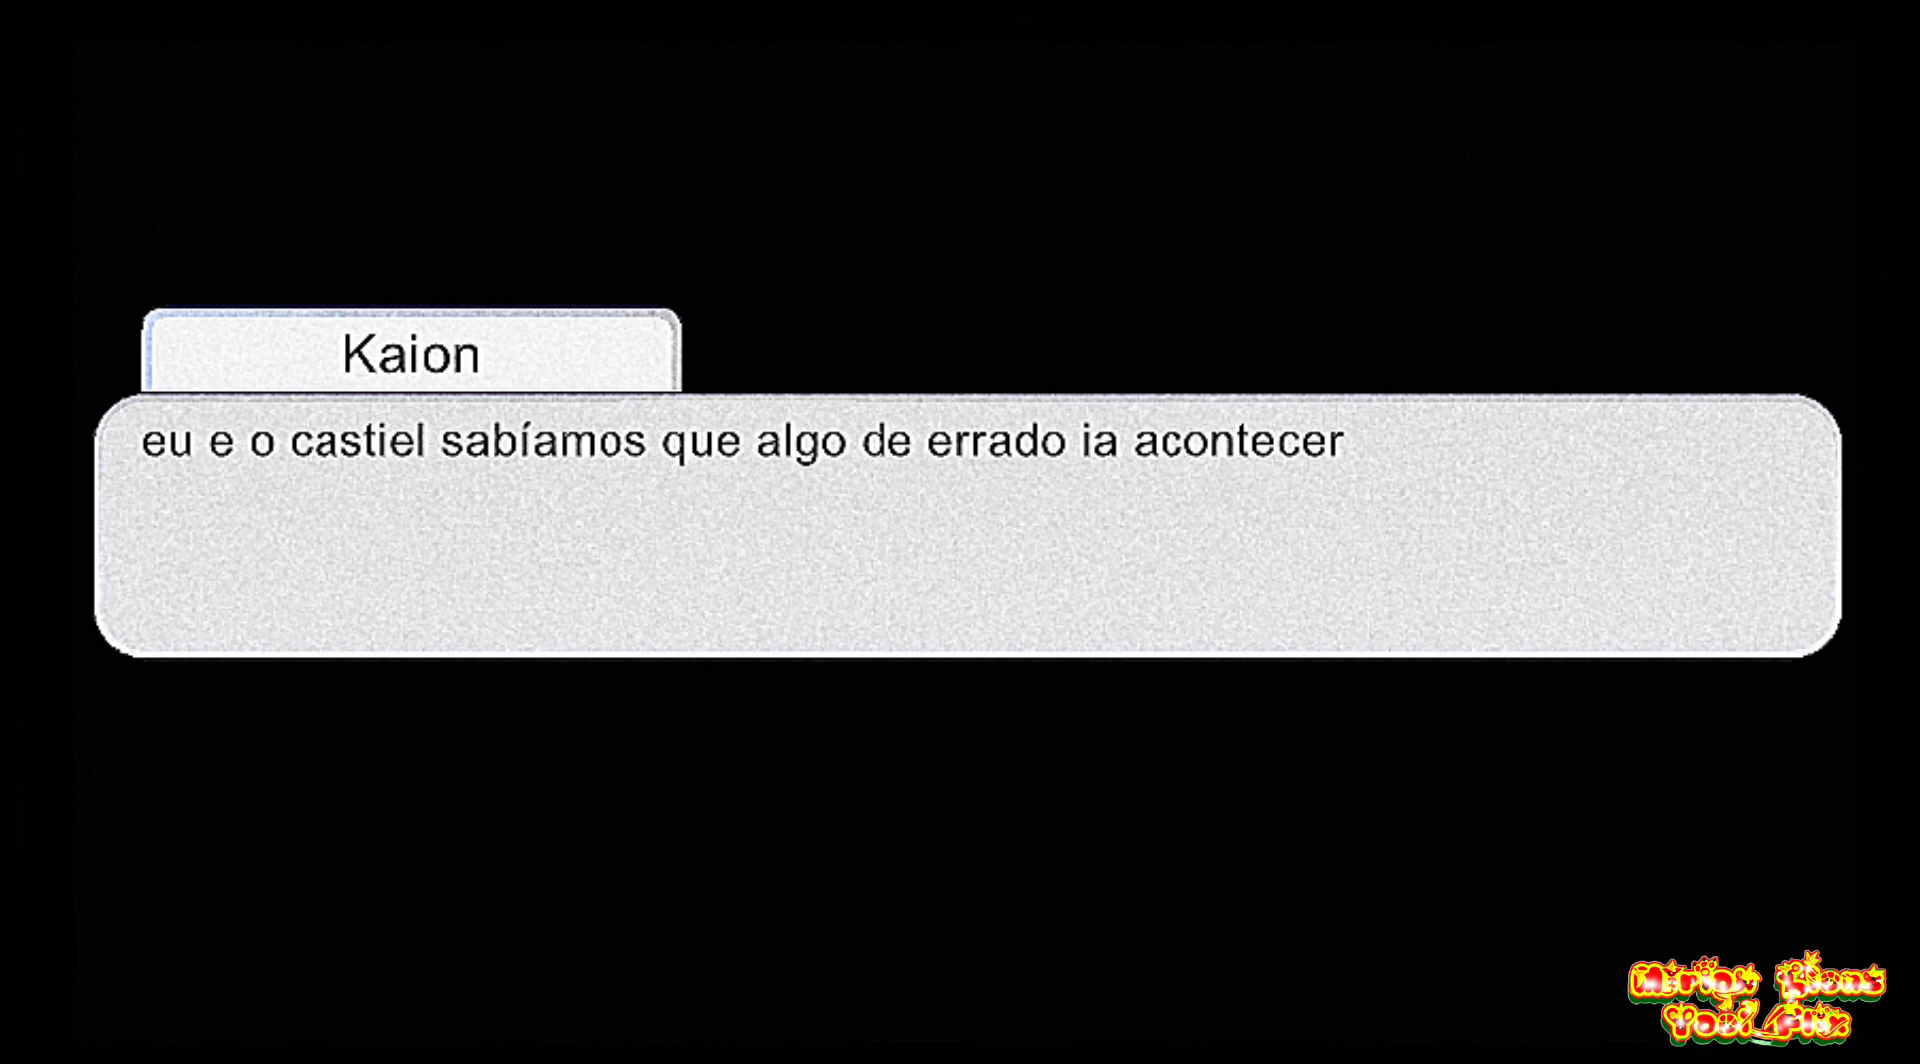 Kaion
eu e o castiel sabíamos que algo de errado ia acontecer